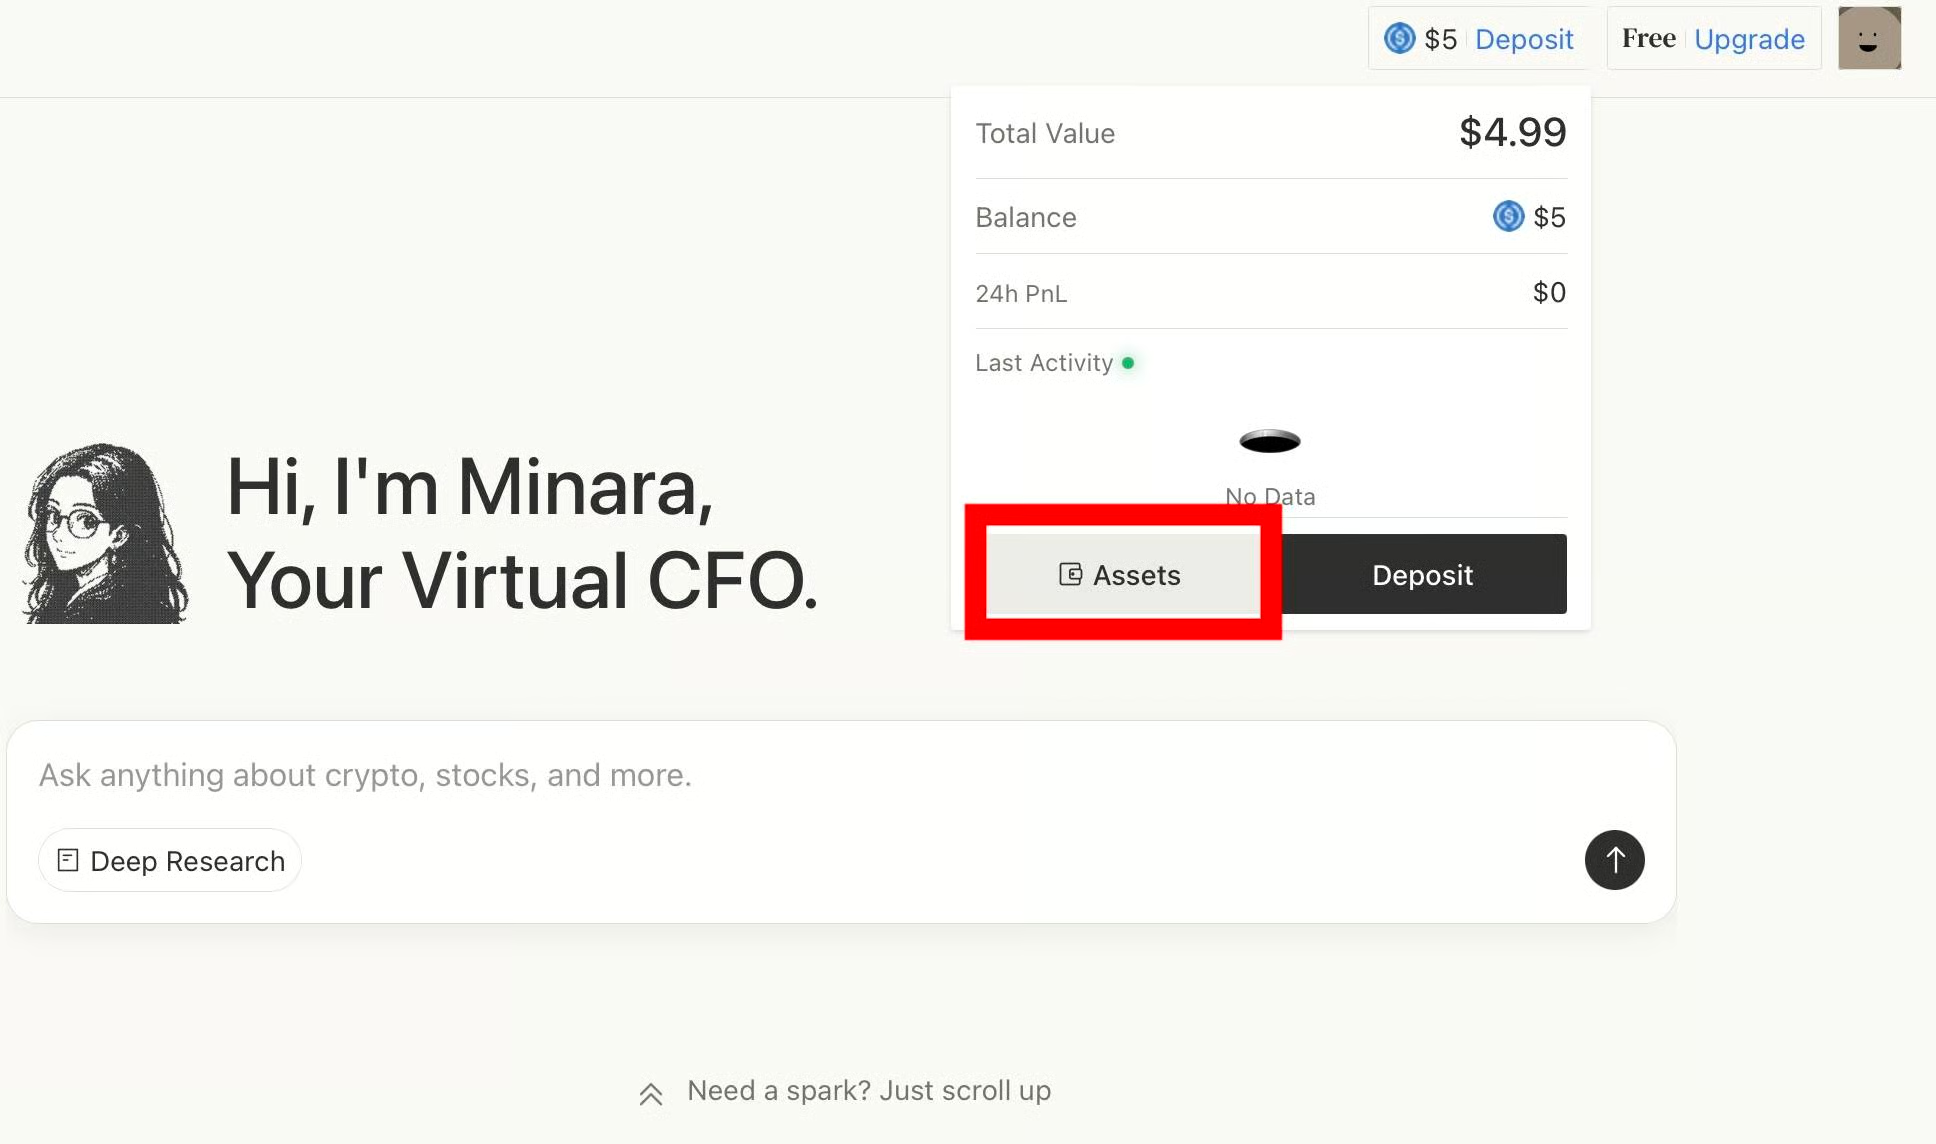 $5 Deposit
Free Upgrade
Total Value $4.99
Balance $5
24h PnL $0
Last Activity
No Data
Assets Deposit
Hi, I'm Minara,
Your Virtual CFO.
Ask anything about crypto, stocks, and more.
Deep Research
Need a spark? Just scroll up